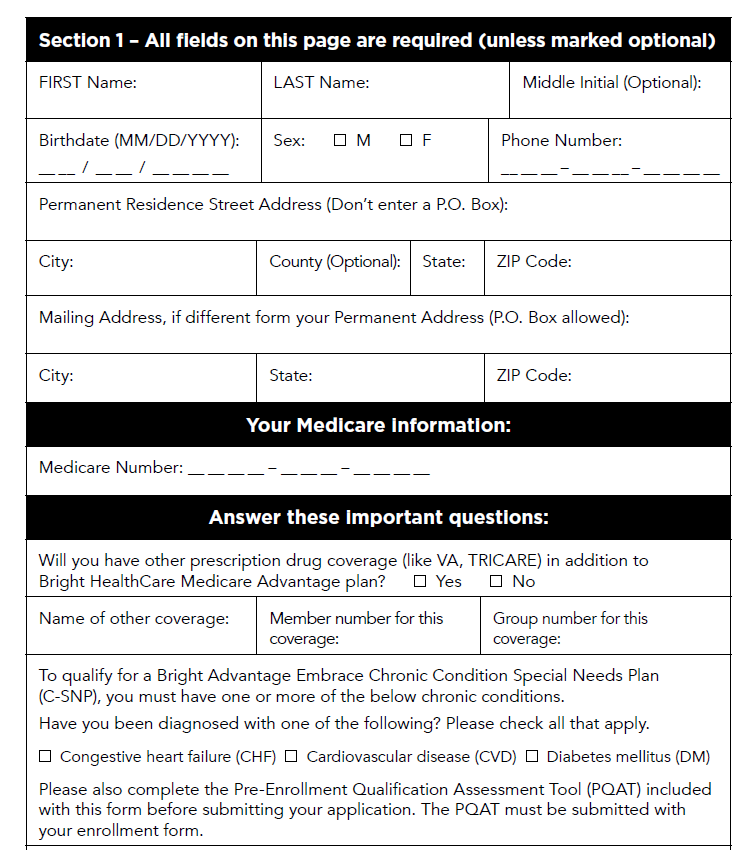 Section 1 – All fields on this page are required (unless marked optional)
FIRST Name: LAST Name: Middle Initial (Optional):
Birthdate (MM/DD/YYYY): Sex: ☐ M ☐ F Phone Number:
__ __ / __ __ / __ __ __ __ __ __ __ – __ __ __ – __ __ __ __
Permanent Residence Street Address (Don’t enter a P.O. Box):
City: County (Optional): State: ZIP Code:
Mailing Address, if different form your Permanent Address (P.O. Box allowed):
City: State: ZIP Code:
Your Medicare Information:
Medicare Number: __ __ __ __ – __ __ __ – __ __ __ __
Answer these important questions:
Will you have other prescription drug coverage (like VA, TRICARE) in addition to
Bright HealthCare Medicare Advantage plan? ☐ Yes ☐ No
Name of other coverage: Member number for this coverage: Group number for this coverage:
To qualify for a Bright Advantage Embrace Chronic Condition Special Needs Plan
(C-SNP), you must have one or more of the below chronic conditions.
Have you been diagnosed with one of the following? Please check all that apply.
☐ Congestive heart failure (CHF) ☐ Cardiovascular disease (CVD) ☐ Diabetes mellitus (DM)
Please also complete the Pre-Enrollment Qualification Assessment Tool (PQAT) included
with this form before submitting your application. The PQAT must be submitted with
your enrollment form.